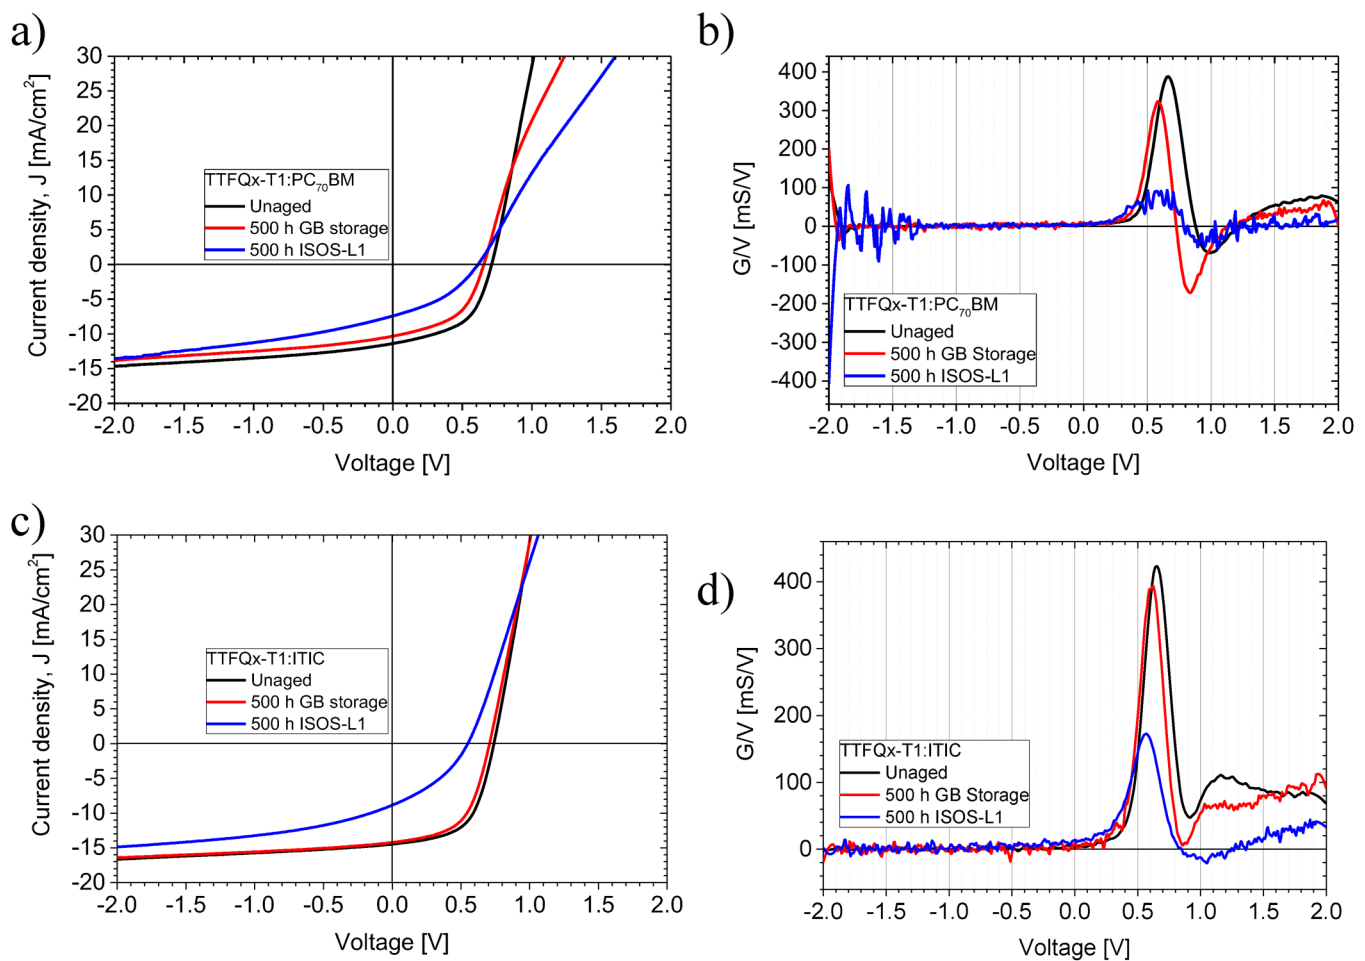 a)
30
25
20
15
10
5
0
-5
-10
-15
-20
Current density, J [mA/cm²]
TTFQx-T1:PC₇₀BM
Unaged
500 h GB storage
500 h ISOS-L1
-2.0 -1.5 -1.0 -0.5 0.0 0.5 1.0 1.5 2.0
Voltage [V]
b)
400
300
200
100
0
-100
-200
-300
-400
G/V [mS/V]
TTFQx-T1:PC₇₀BM
Unaged
500 h GB Storage
500 h ISOS-L1
-2.0 -1.5 -1.0 -0.5 0.0 0.5 1.0 1.5 2.0
Voltage [V]
c)
30
25
20
15
10
5
0
-5
-10
-15
-20
Current density, J [mA/cm²]
TTFQx-T1:ITIC
Unaged
500 h GB storage
500 h ISOS-L1
-2.0 -1.5 -1.0 -0.5 0.0 0.5 1.0 1.5 2.0
Voltage [V]
d)
400
300
200
100
0
G/V [mS/V]
TTFQx-T1:ITIC
Unaged
500 h GB Storage
500 h ISOS-L1
-2.0 -1.5 -1.0 -0.5 0.0 0.5 1.0 1.5 2.0
Voltage [V]